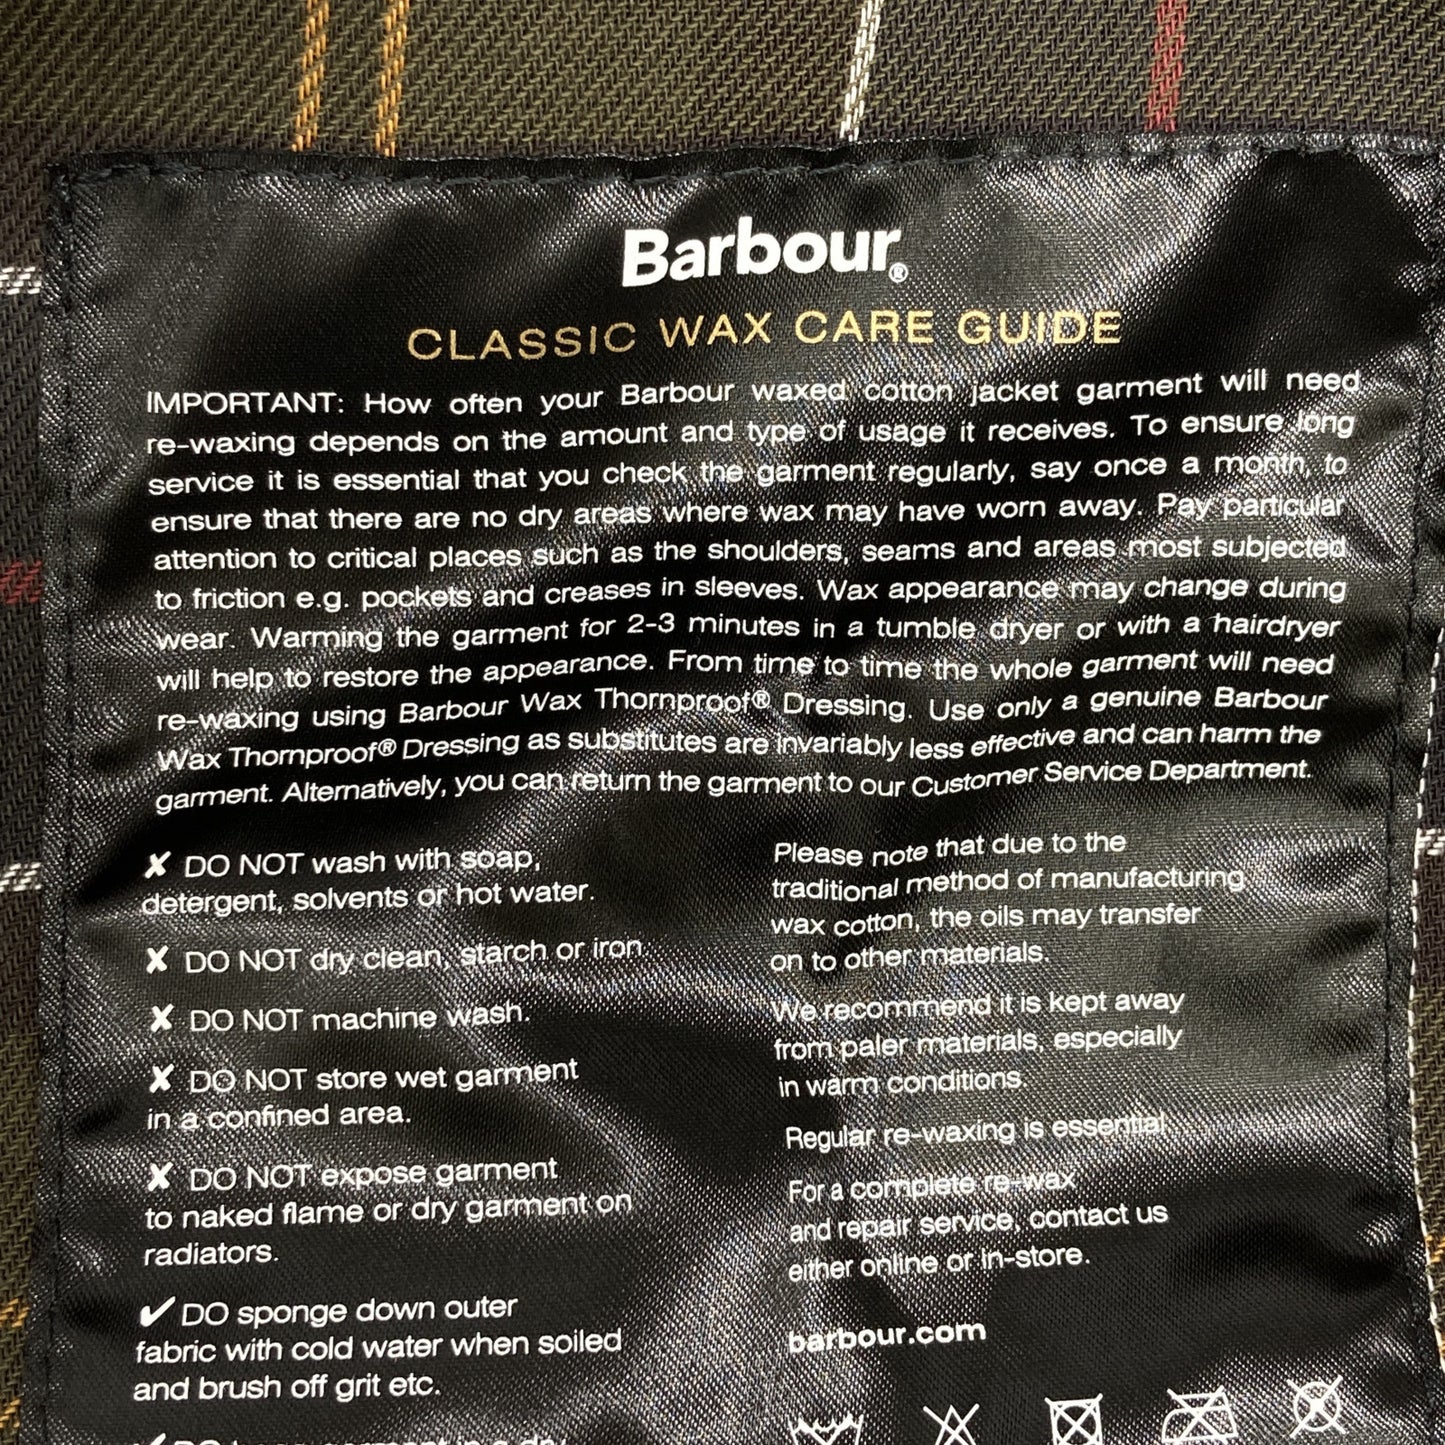 Barbour®
CLASSIC WAX CARE GUIDE
IMPORTANT: How often your Barbour waxed cotton jacket garment will need
re-waxing depends on the amount and type of usage it receives. To ensure long
service it is essential that you check the garment regularly, say once a month, to
ensure that there are no dry areas where wax may have worn away. Pay particular
attention to critical places such as the shoulders, seams and areas most subjected
to friction e.g. pockets and creases in sleeves. Wax appearance may change during
wear. Warming the garment for 2-3 minutes in a tumble dryer or with a hairdryer
will help to restore the appearance. From time to time the whole garment will need
re-waxing using Barbour Wax Thornproof® Dressing. Use only a genuine Barbour
Wax Thornproof® Dressing as substitutes are invariably less effective and can harm the
garment. Alternatively, you can return the garment to our Customer Service Department.
✘ DO NOT wash with soap,
detergent, solvents or hot water.
✘ DO NOT dry clean, starch or iron.
✘ DO NOT machine wash.
✘ DO NOT store wet garment
in a confined area.
✘ DO NOT expose garment
to naked flame or dry garment on
radiators.
✔ DO sponge down outer
fabric with cold water when soiled
and brush off grit etc.
Please note that due to the
traditional method of manufacturing
wax cotton, the oils may transfer
on to other materials.
We recommend it is kept away
from paler materials, especially
in warm conditions.
Regular re-waxing is essential.
For a complete re-wax
and repair service, contact us
either online or in-store.
barbour.com